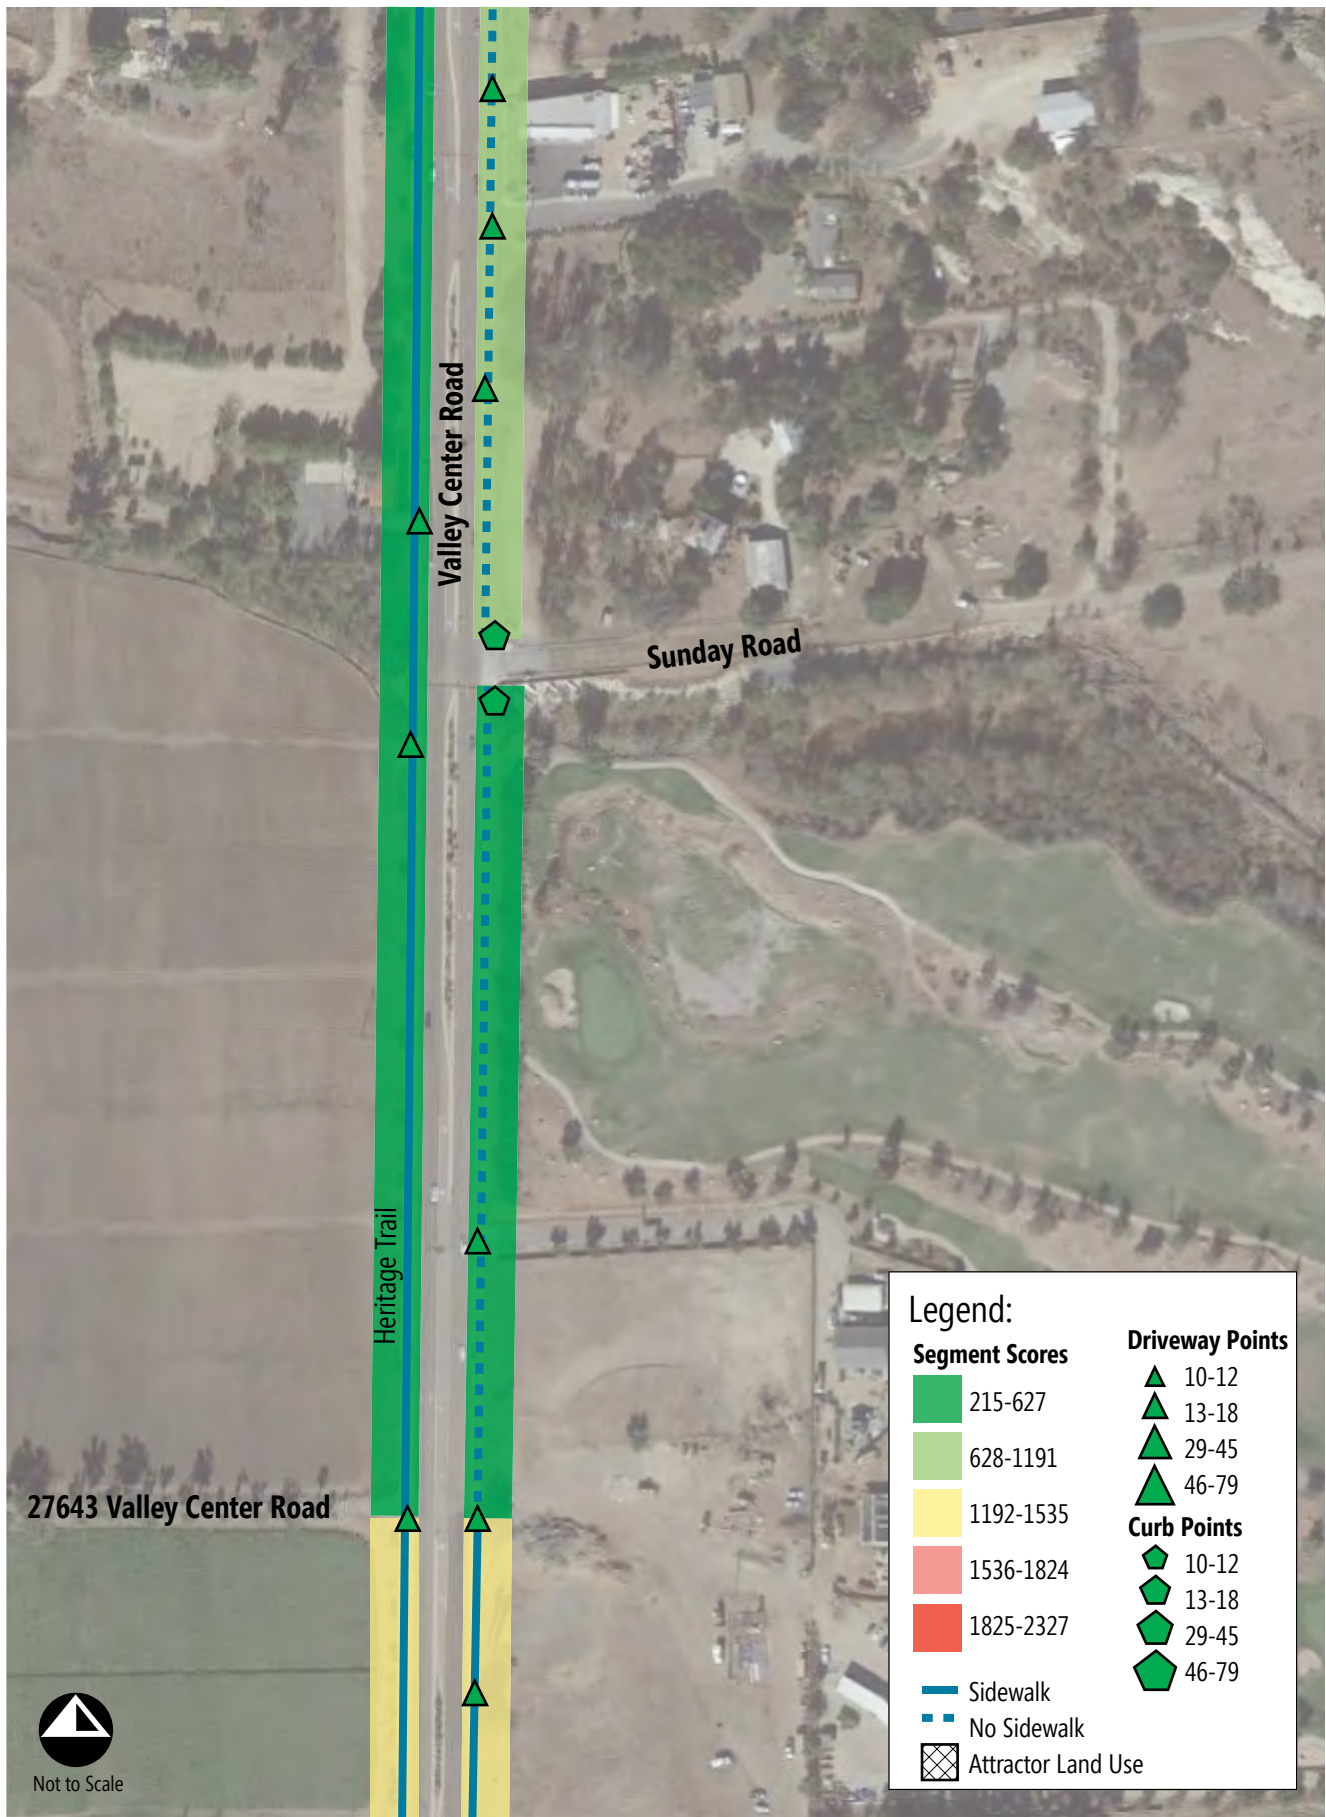 Valley Center Road
Sunday Road
Heritage Trail
27643 Valley Center Road
Not to Scale
Legend:
Segment Scores
215-627
628-1191
1192-1535
1536-1824
1825-2327
Sidewalk
No Sidewalk
Attractor Land Use
Driveway Points
10-12
13-18
29-45
46-79
Curb Points
10-12
13-18
29-45
46-79